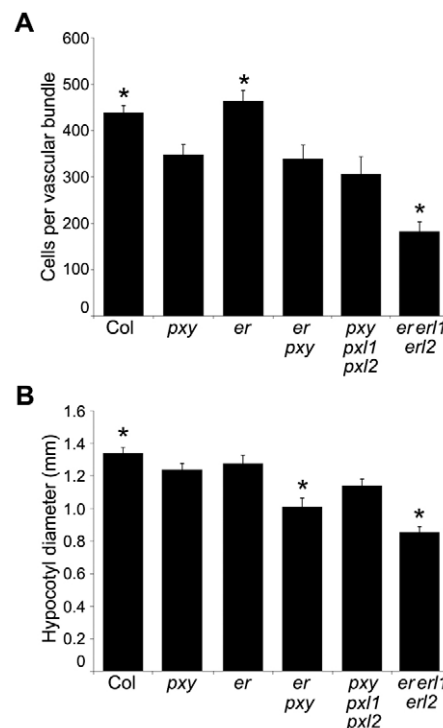 A
600
500
400
300
200
100
0
Cells per vascular bundle
*
*
*
Col
pxy
er
er
pxy
pxy
pxl1
pxl2
er erl1
erl2
B
1.6
1.4
1.2
1.0
0.8
0.6
0.4
0.2
0
Hypocotyl diameter (mm)
*
*
*
Col
pxy
er
er
pxy
pxy
pxl1
pxl2
er erl1
erl2